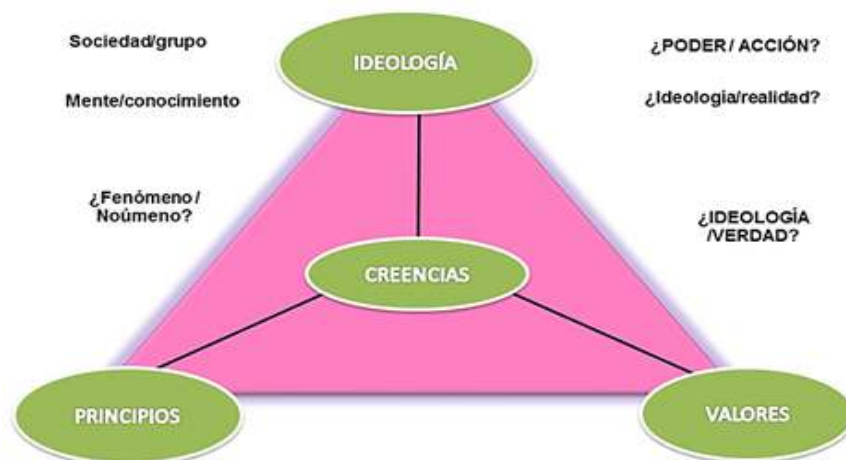 Sociedad/grupo
IDEOLOGÍA
¿PODER/ ACCIÓN?
Mente/conocimiento
¿Ideologia/realidad?
¿Fenómeno/
Noúmeno?
¿IDEOLOGÍA
/VERDAD?
CREENCIAS
PRINCIPIOS
VALORES